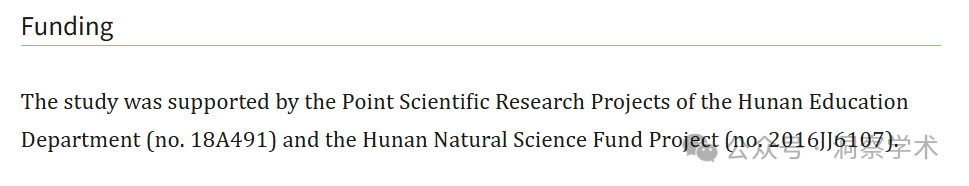 Funding
The study was supported by the Point Scientific Research Projects of the Hunan Education
Department (no. 18A491) and the Hunan Natural Science Fund Project (no. 2016JJ6107).
公众号 · 洞察学术